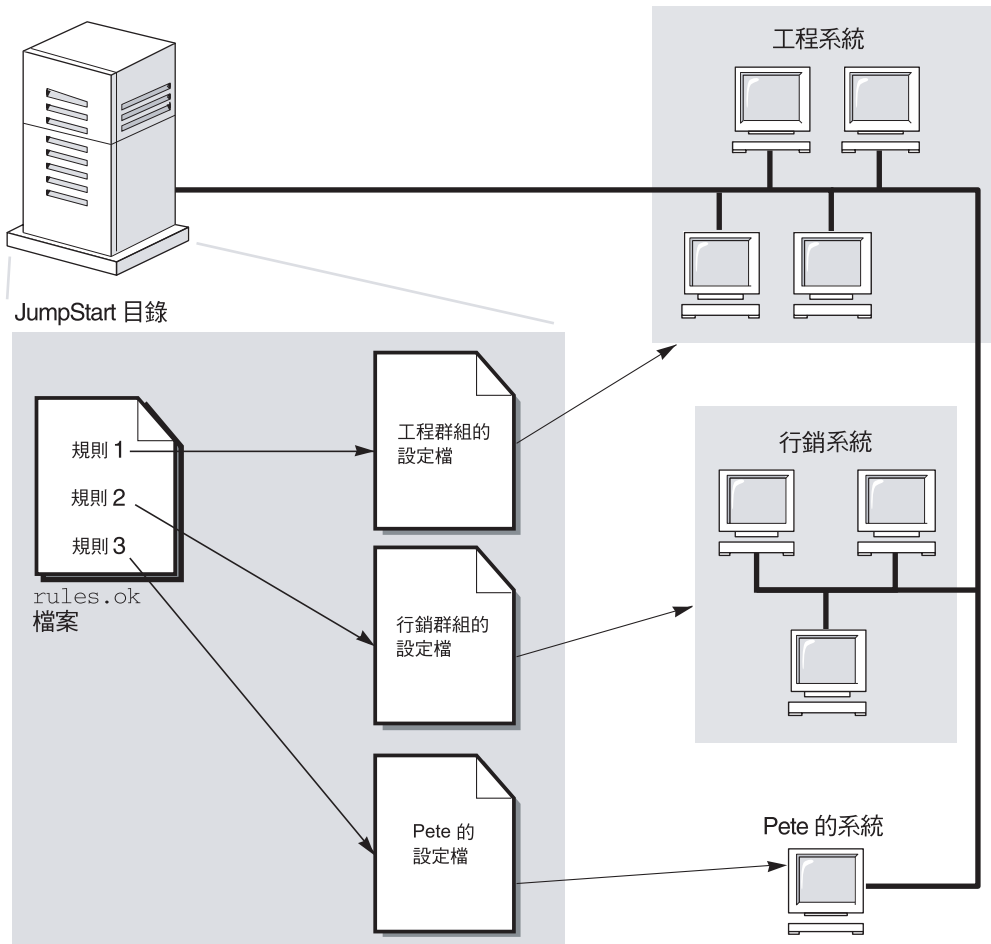 工程系統
JumpStart 目錄
規則 1
規則 2
規則 3
rules.ok
檔案
工程群組的
設定檔
行銷群組的
設定檔
Pete 的
設定檔
行銷系統
Pete 的系統